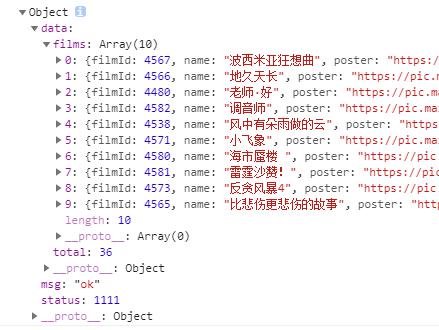 Object i
data:
films: Array(10)
0: {filmId: 4567, name: "波西米亚狂想曲", poster: "https:/
1: {filmId: 4566, name: "地久天长", poster: "https://pic.ma
2: {filmId: 4480, name: "老师·好", poster: "https://pic.mai
3: {filmId: 4582, name: "调音师", poster: "https://pic.maiz
4: {filmId: 4538, name: "风中有朵雨做的云", poster: "https:
5: {filmId: 4571, name: "小飞象", poster: "https://pic.maiz
6: {filmId: 4580, name: "海市蜃楼 ", poster: "https://pic.m
7: {filmId: 4581, name: "雷霆沙赞！", poster: "https://pic.
8: {filmId: 4573, name: "反贪风暴4", poster: "https://pic.m
9: {filmId: 4565, name: "比悲伤更悲伤的故事", poster: "http
length: 10
__proto__: Array(0)
total: 36
__proto__: Object
msg: "ok"
status: 1111
__proto__: Object